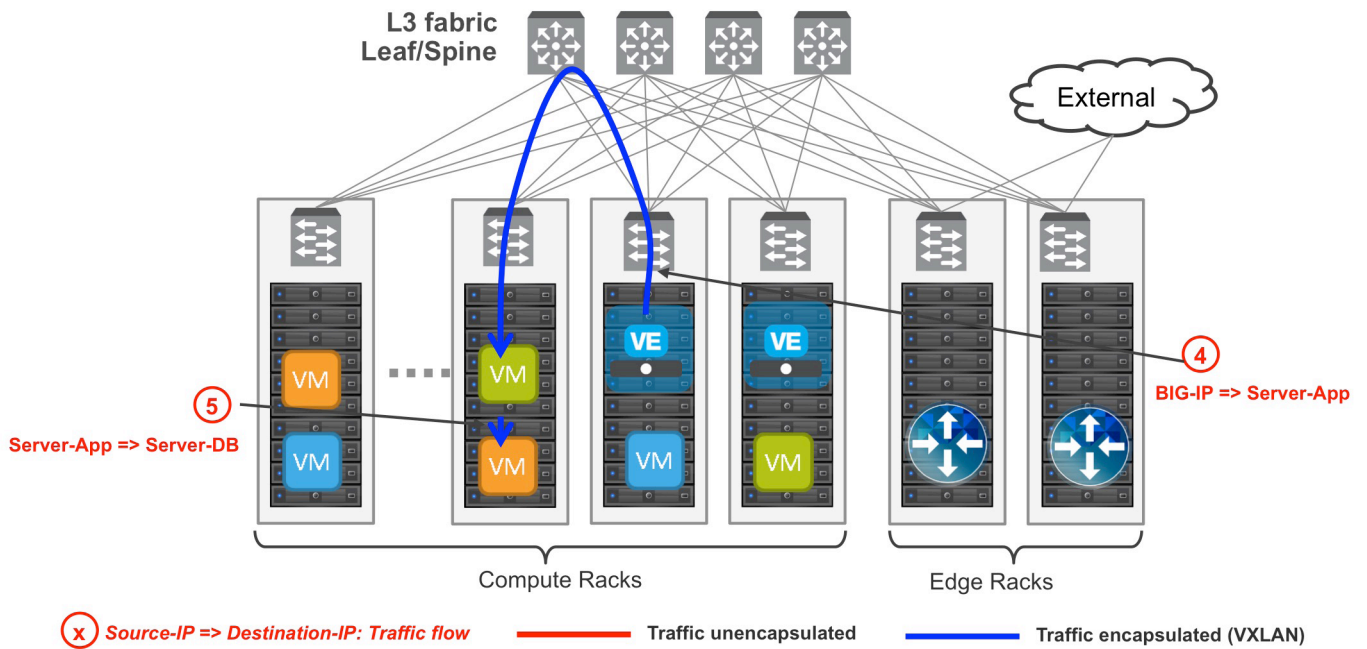 L3 fabric
Leaf/Spine
External
VE
VE
4
BIG-IP => Server-App
VM
VM
5
Server-App => Server-DB
VM
VM
VM
VM
Compute Racks
Edge Racks
x Source-IP => Destination-IP: Traffic flow
Traffic unencapsulated
Traffic encapsulated (VXLAN)